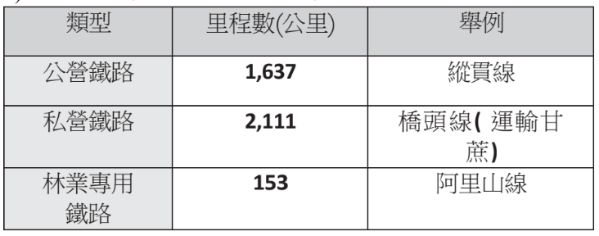 類型 里程數(公里) 舉例
公營鐵路 1,637 縱貫線
私營鐵路 2,111 橋頭線( 運輸甘
蔗)
林業專用 153 阿里山線
鐵路